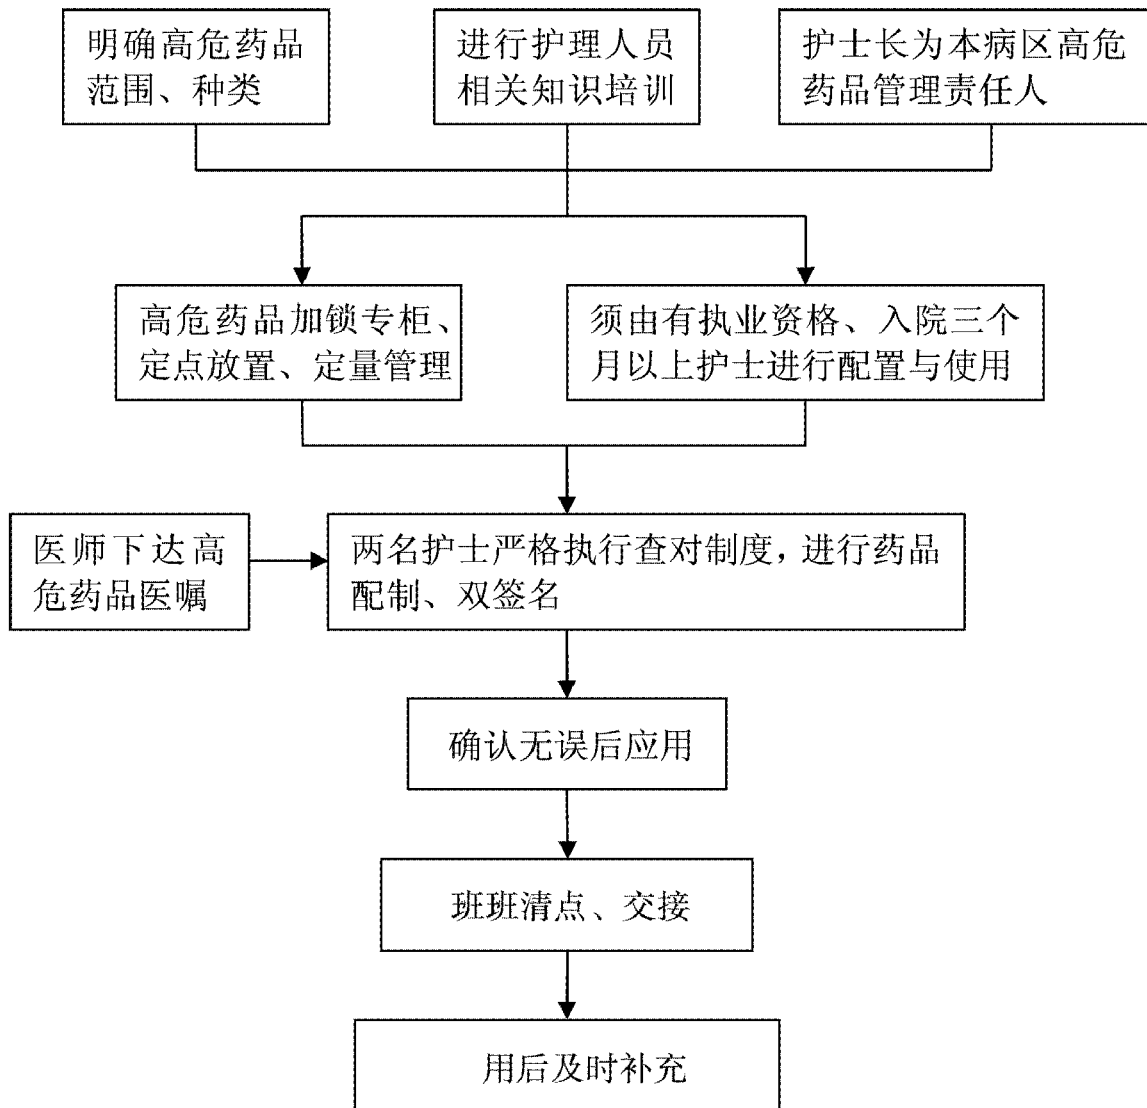 明确高危药品
范围、种类
进行护理人员
相关知识培训
护士长为本病区高危
药品管理责任人
高危药品加锁专柜、
定点放置、定量管理
须由有执业资格、入院三个
月以上护士进行配置与使用
医师下达高
危药品医嘱
两名护士严格执行查对制度，进行药品
配制、双签名
确认无误后应用
班班清点、交接
用后及时补充